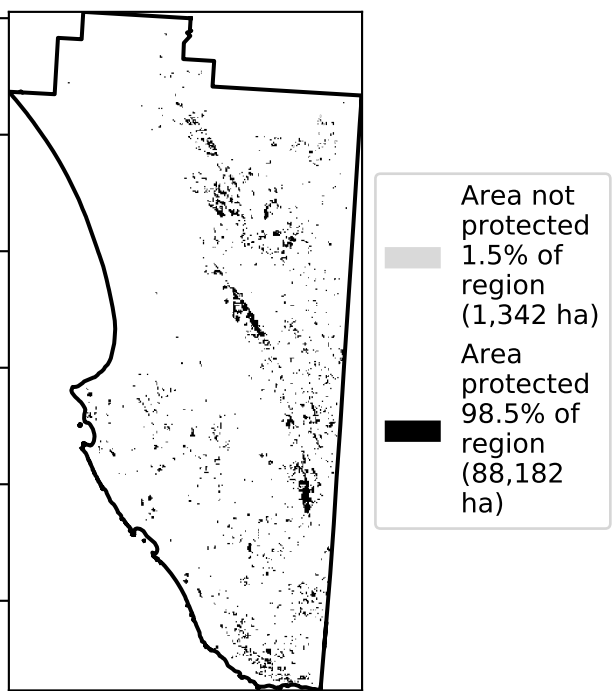 Area not
protected
1.5% of
region
(1,342 ha)
Area
protected
98.5% of
region
(88,182
ha)